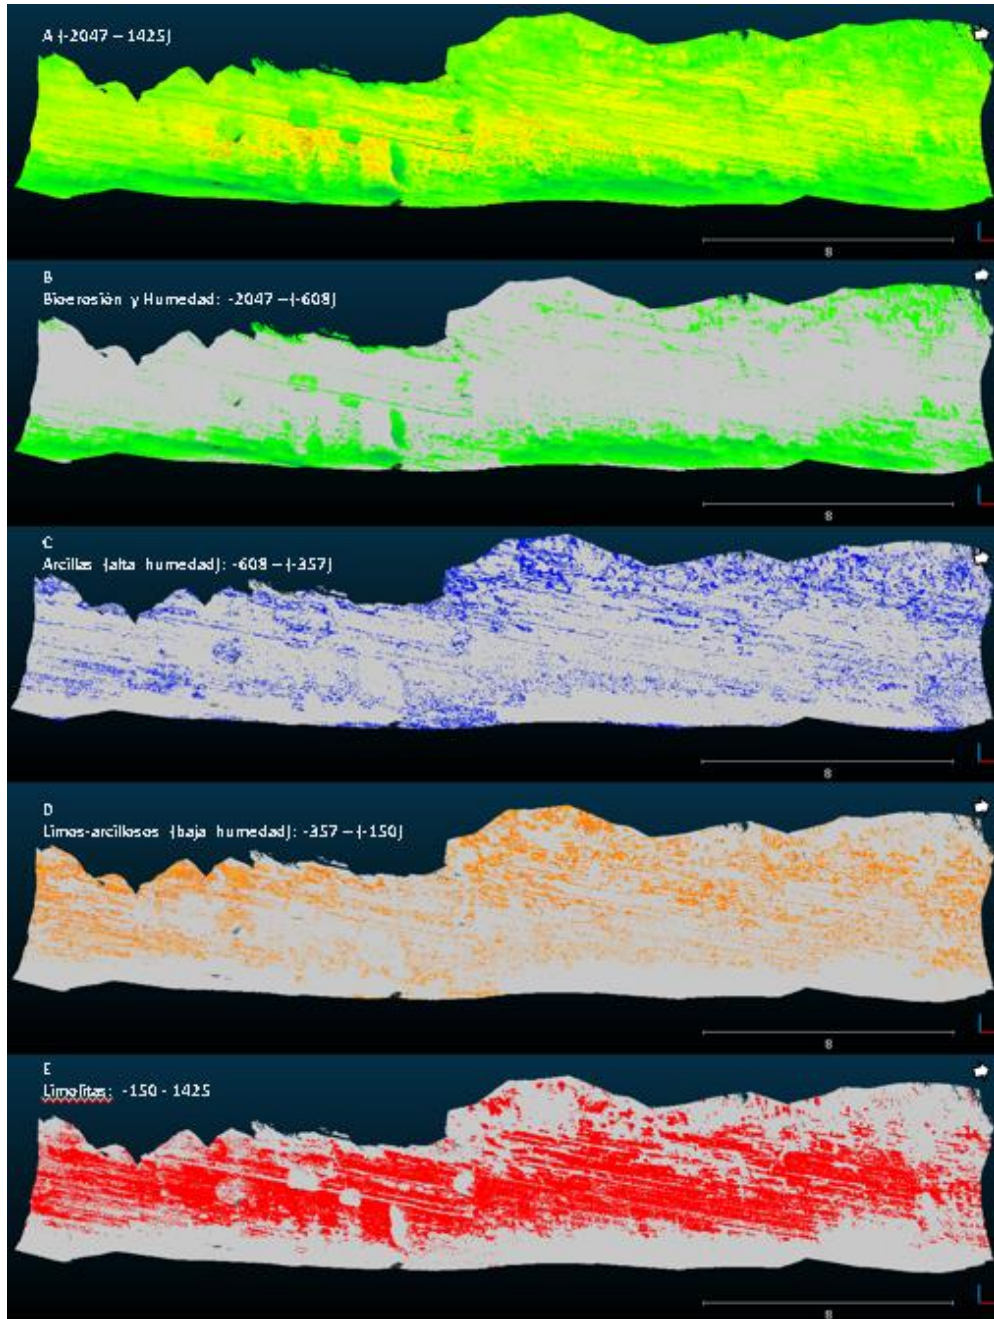 A (-2047 – 1425)
8
B
Bioerosión y Humedad: -2047 – (-608)
8
C
Arcillas (alta humedad): -608 – (-357)
8
D
Limos-arcillosos (baja humedad): -357 – (-150)
8
E
Limolitas: -150 - 1425
8